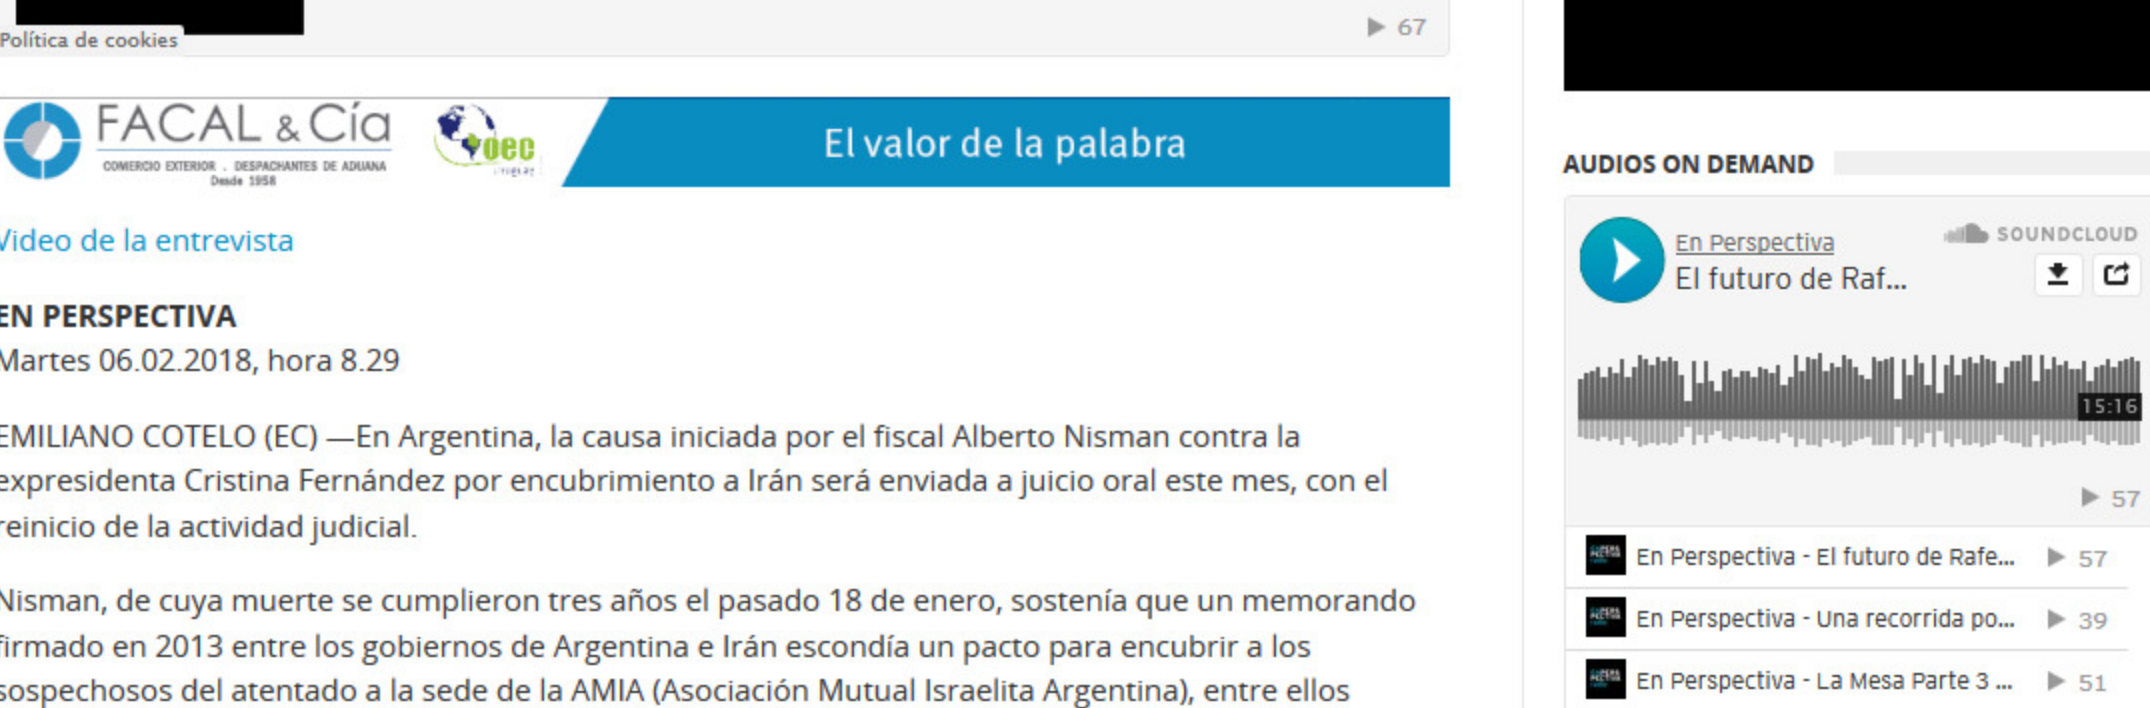 67
Política de cookies
FACAL & Cía
COMERCIO EXTERIOR . DESPACHANTES DE ADUANA
Desde 1958
oec
El valor de la palabra
Video de la entrevista
EN PERSPECTIVA
Martes 06.02.2018, hora 8.29
EMILIANO COTELO (EC) —En Argentina, la causa iniciada por el fiscal Alberto Nisman contra la
expresidenta Cristina Fernández por encubrimiento a Irán será enviada a juicio oral este mes, con el
reinicio de la actividad judicial.
Nisman, de cuya muerte se cumplieron tres años el pasado 18 de enero, sostenía que un memorando
firmado en 2013 entre los gobiernos de Argentina e Irán escondía un pacto para encubrir a los
sospechosos del atentado a la sede de la AMIA (Asociación Mutual Israelita Argentina), entre ellos
AUDIOS ON DEMAND
En Perspectiva
SOUNDCLOUD
El futuro de Raf...
15:16
57
En Perspectiva - El futuro de Rafe... 57
En Perspectiva - Una recorrida po... 39
En Perspectiva - La Mesa Parte 3 ... 51